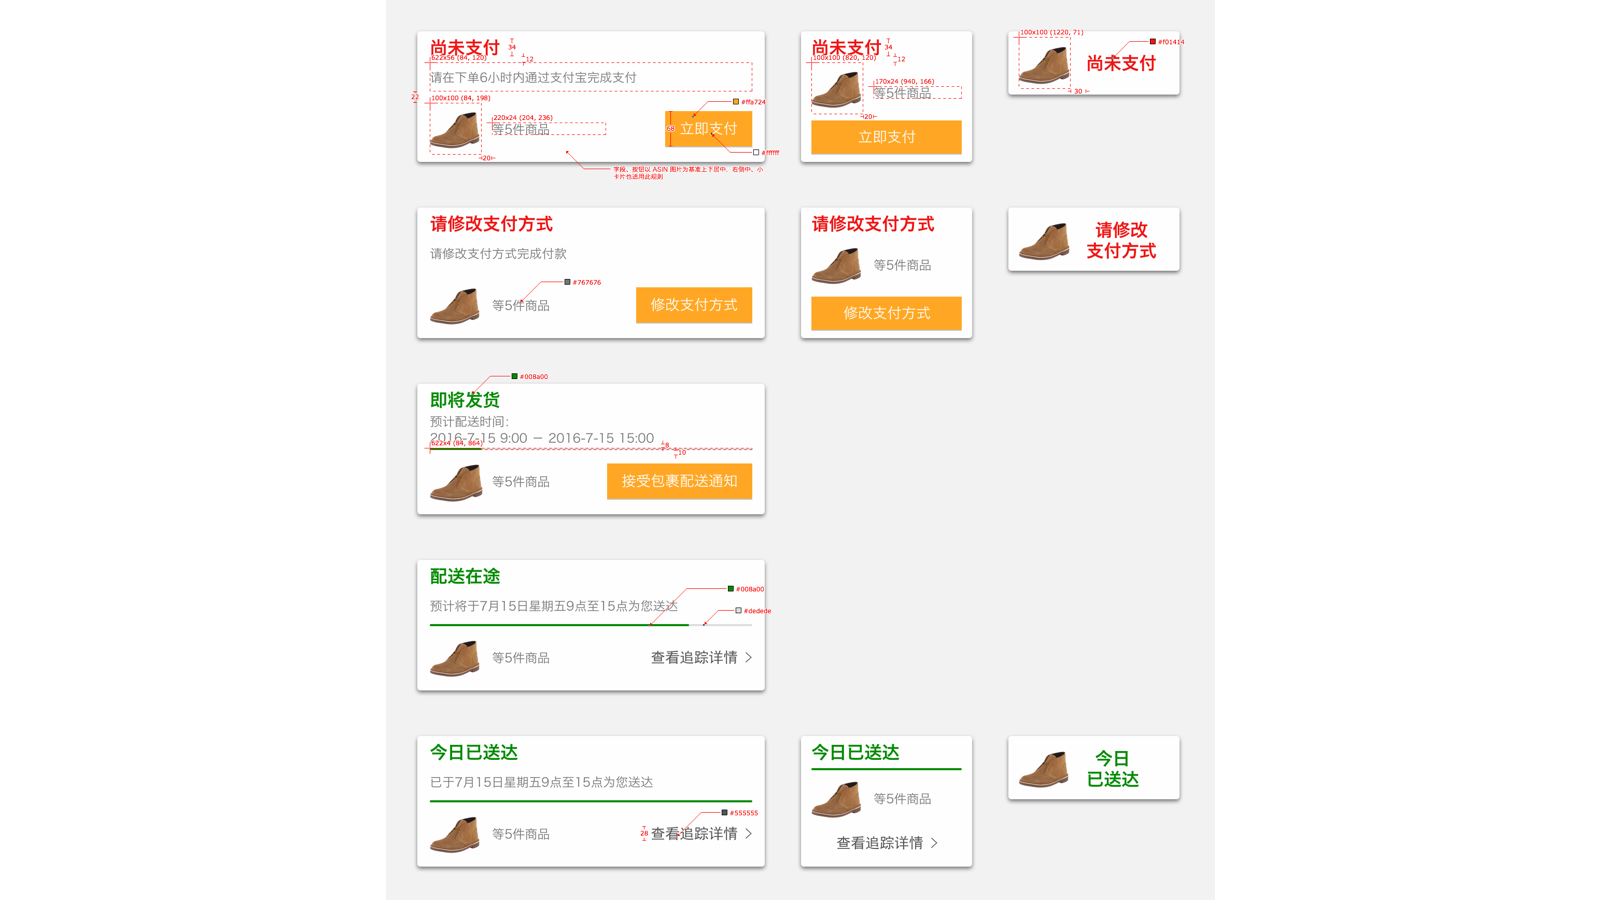 尚未支付
34
622x56 (84, 120)
12
请在下单6小时内通过支付宝完成支付
22
100x100 (84, 198)
#ffa724
220x24 (204, 236)
等5件商品
68
立即支付
20
#ffffff
字段、按钮以 ASIN 图片为基准上下居中，右侧中、小
卡片也适用此规则
尚未支付
34
100x100 (820, 120)
12
170x24 (940, 166)
等5件商品
20
立即支付
100x100 (1220, 71)
#f01414
尚未支付
30
请修改支付方式
请修改支付方式完成付款
#767676
等5件商品
修改支付方式
请修改支付方式
等5件商品
修改支付方式
请修改
支付方式
#008a00
即将发货
预计配送时间：
2016-7-15 9:00 － 2016-7-15 15:00
622x4 (84, 864)
8
10
等5件商品
接受包裹配送通知
配送在途
#008a00
预计将于7月15日星期五9点至15点为您送达
#dedede
等5件商品
查看追踪详情
今日已送达
已于7月15日星期五9点至15点为您送达
#555555
等5件商品
28
查看追踪详情
今日已送达
等5件商品
查看追踪详情
今日
已送达